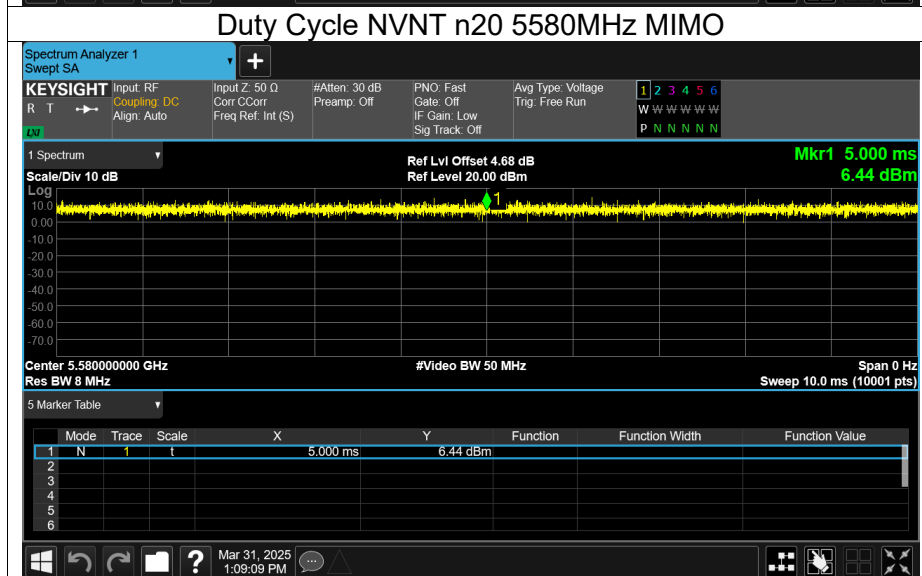 Duty Cycle NVNT n20 5580MHz MIMO
Spectrum Analyzer 1
Swept SA
+
KEYSIGHT Input: RF Input Z: 50 Ω #Atten: 30 dB PNO: Fast Avg Type: Voltage 1 2 3 4 5 6
R T Coupling: DC Corr CCorr Preamp: Off Gate: Off Trig: Free Run W W W W W W
Align: Auto Freq Ref: Int (S) IF Gain: Low
LXI Sig Track: Off P N N N N N
1 Spectrum Ref Lvl Offset 4.68 dB Mkr1 5.000 ms
Scale/Div 10 dB Ref Level 20.00 dBm 6.44 dBm
Log
10.0 1
0.00
-10.0
-20.0
-30.0
-40.0
-50.0
-60.0
-70.0
Center 5.580000000 GHz #Video BW 50 MHz Span 0 Hz
Res BW 8 MHz Sweep 10.0 ms (10001 pts)
5 Marker Table
Mode Trace Scale X Y Function Function Width Function Value
1 N 1 t 5.000 ms 6.44 dBm
2
3
4
5
6
? Mar 31, 2025
1:09:09 PM